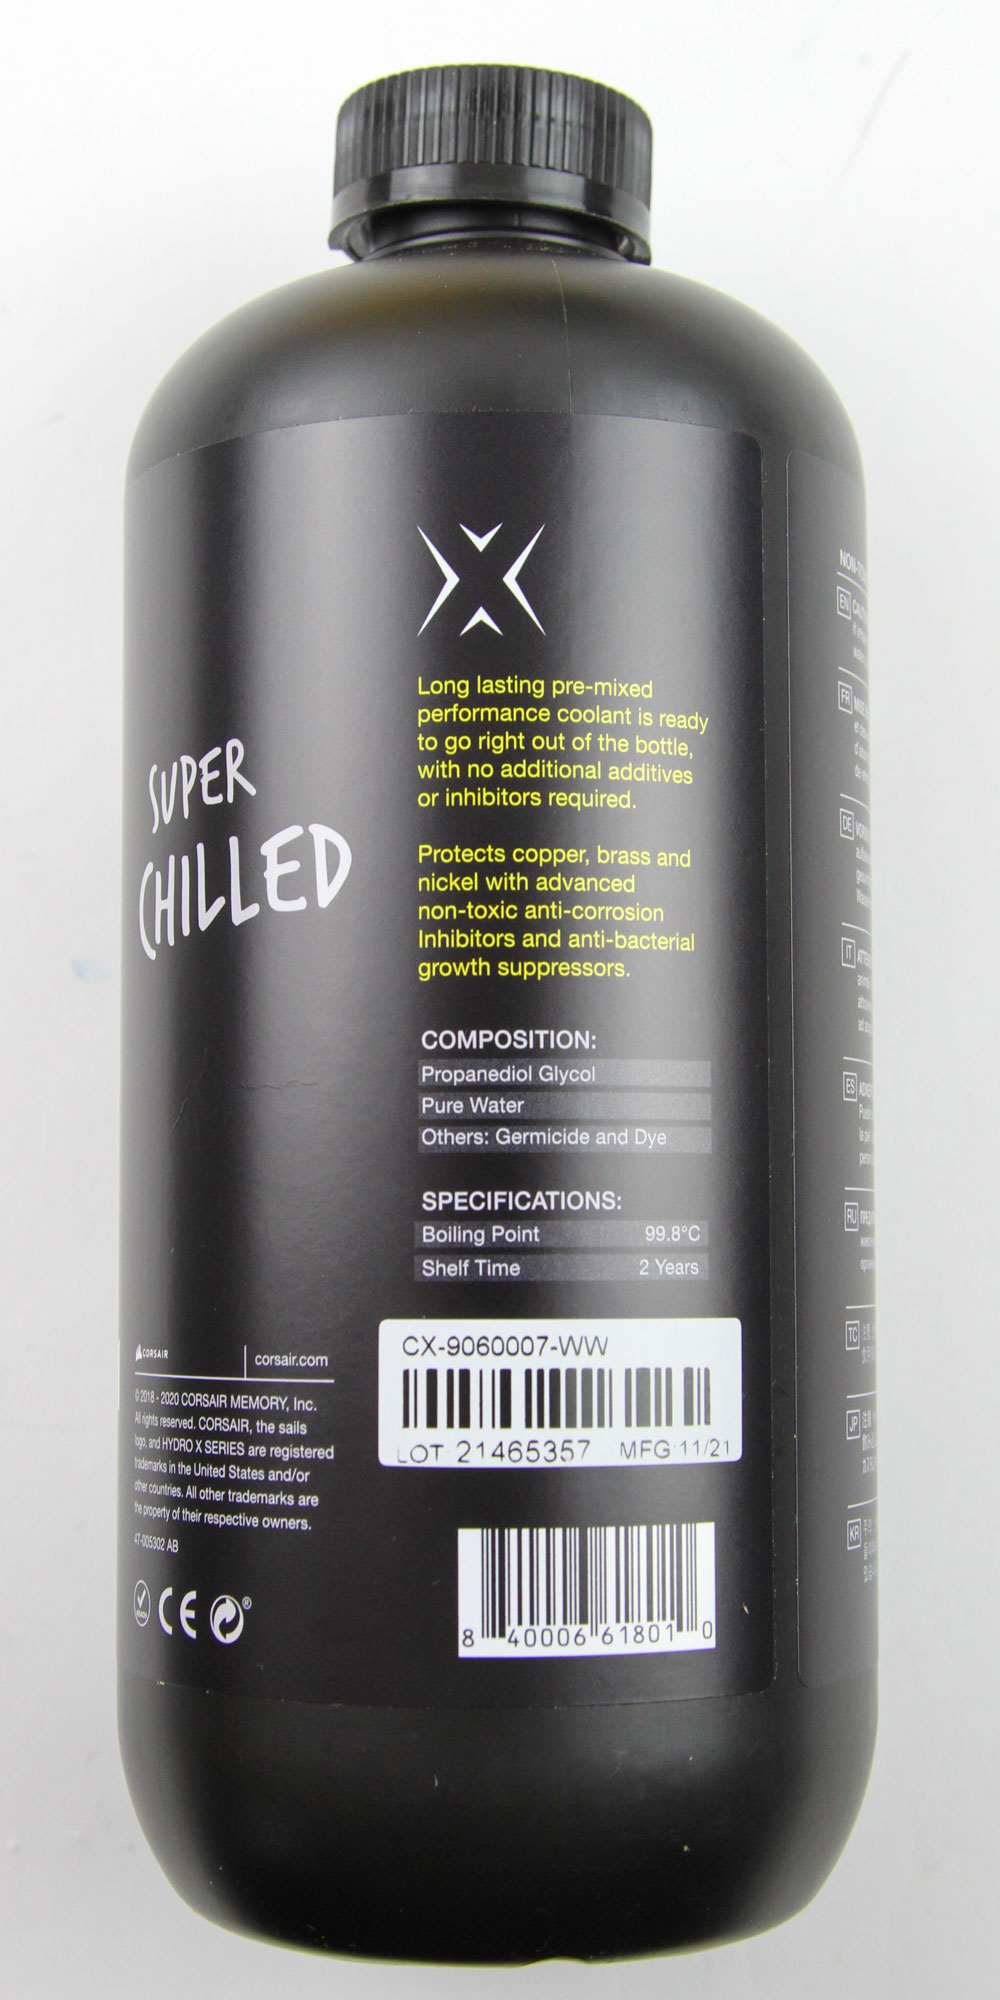 SUPER
CHILLED
CORSAIR
corsair.com
© 2018 - 2020 CORSAIR MEMORY, Inc.
All rights reserved. CORSAIR, the sails
logo, and HYDRO X SERIES are registered
trademarks in the United States and/or
other countries. All other trademarks are
the property of their respective owners.
47-005302 AB
CE
®
Long lasting pre-mixed
performance coolant is ready
to go right out of the bottle,
with no additional additives
or inhibitors required.
Protects copper, brass and
nickel with advanced
non-toxic anti-corrosion
Inhibitors and anti-bacterial
growth suppressors.
COMPOSITION:
Propanediol Glycol
Pure Water
Others: Germicide and Dye
SPECIFICATIONS:
Boiling Point 99.8°C
Shelf Time 2 Years
CX-9060007-WW
LOT 21465357 MFG 11/21
8 40006 61801 0
EN
FR
DE
IT
ES
RU
TC
JP
KR